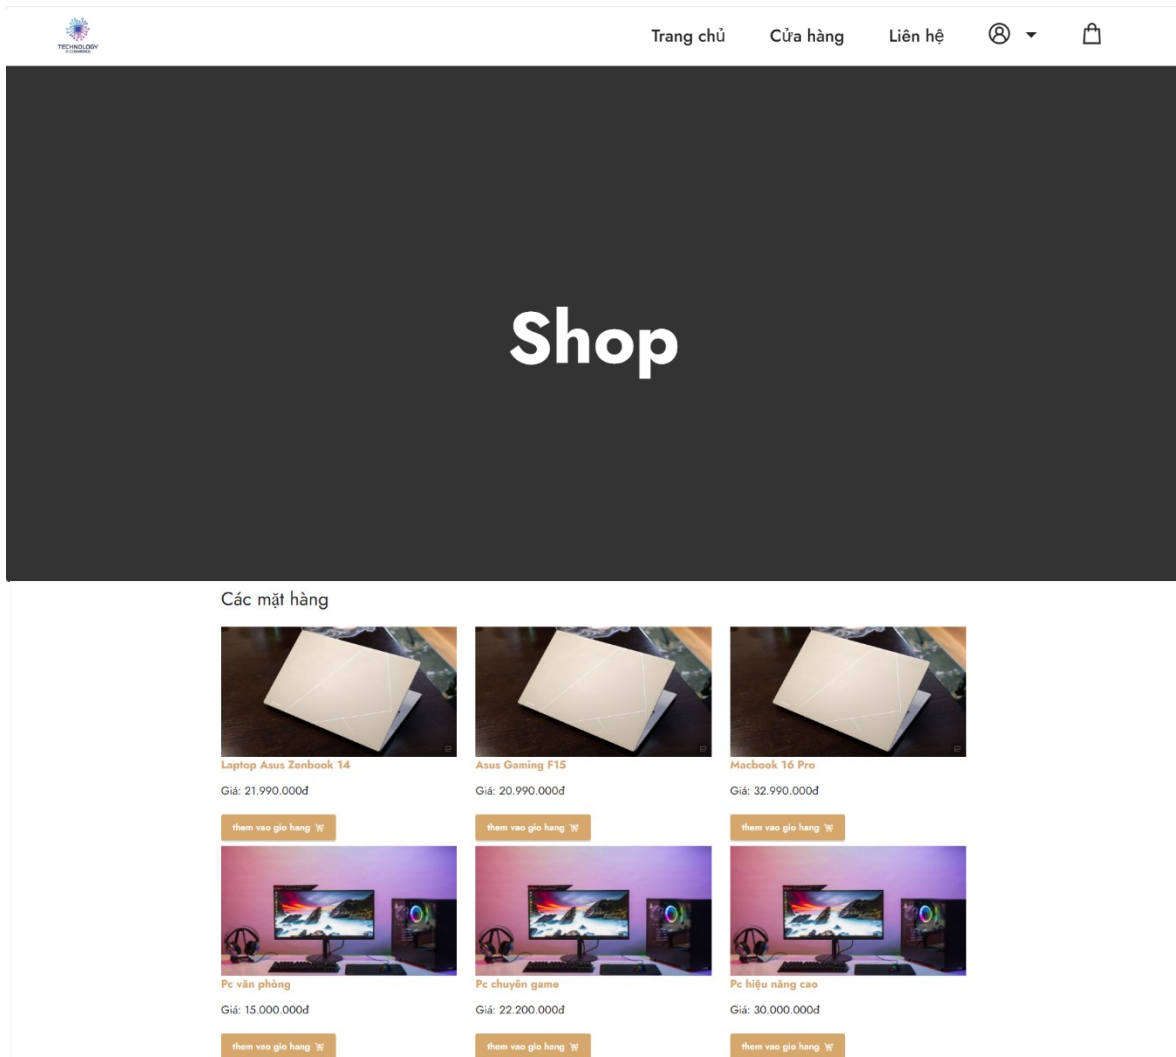 TECHNOLOGY
E-COMMERCE
Trang chủ Cửa hàng Liên hệ
Shop
Các mặt hàng
Laptop Asus Zenbook 14 Asus Gaming F15 Macbook 16 Pro
Giá: 21.990.000đ Giá: 20.990.000đ Giá: 32.990.000đ
them vao gio hang them vao gio hang them vao gio hang
Pc văn phòng Pc chuyên game Pc hiệu năng cao
Giá: 15.000.000đ Giá: 22.200.000đ Giá: 30.000.000đ
them vao gio hang them vao gio hang them vao gio hang